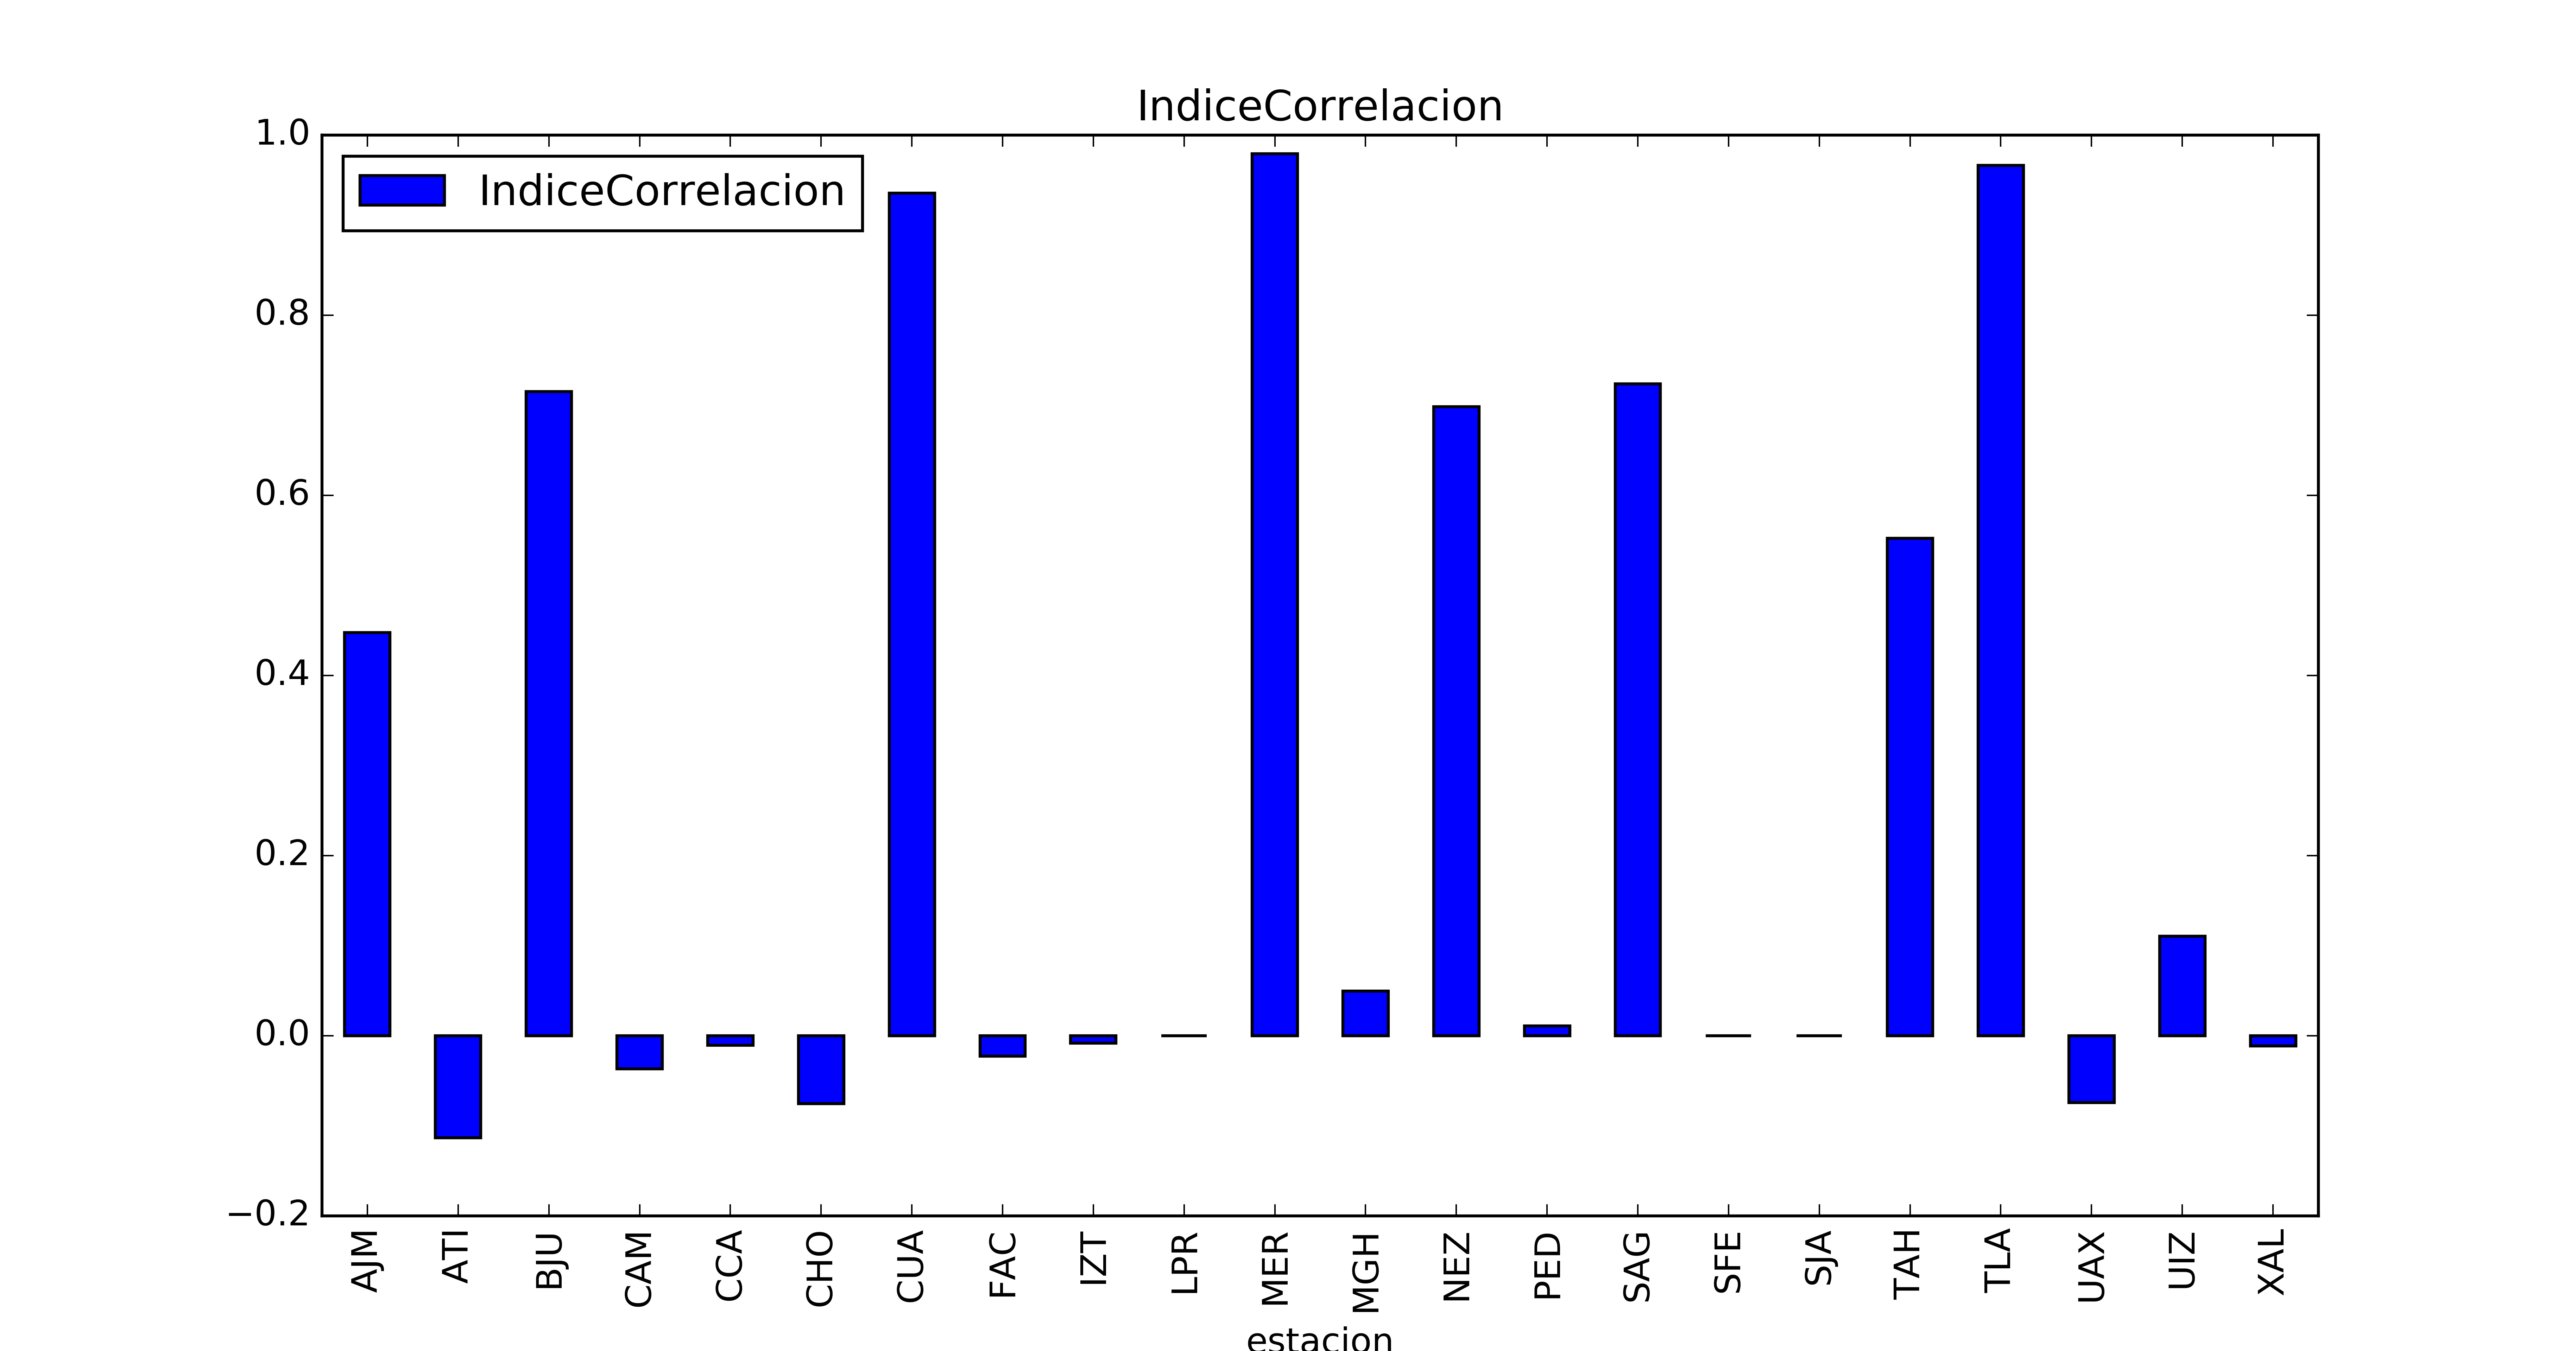 IndiceCorrelacion
IndiceCorrelacion
1.0
0.8
0.6
0.4
0.2
0.0
−0.2
AJM
ATI
BJU
CAM
CCA
CHO
CUA
FAC
IZT
LPR
MER
MGH
NEZ
PED
SAG
SFE
SJA
TAH
TLA
UAX
UIZ
XAL
estacion